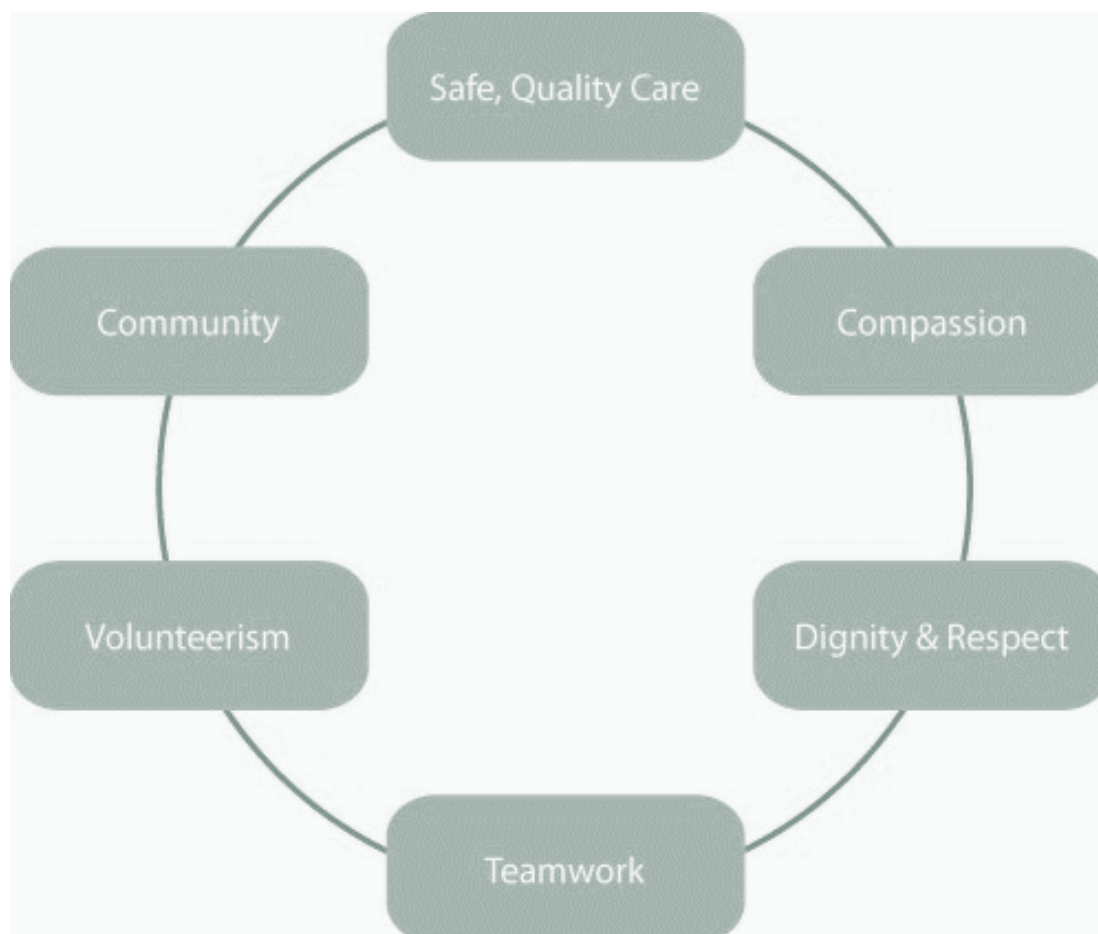 Safe, Quality Care
Community
Compassion
Volunteerism
Dignity & Respect
Teamwork